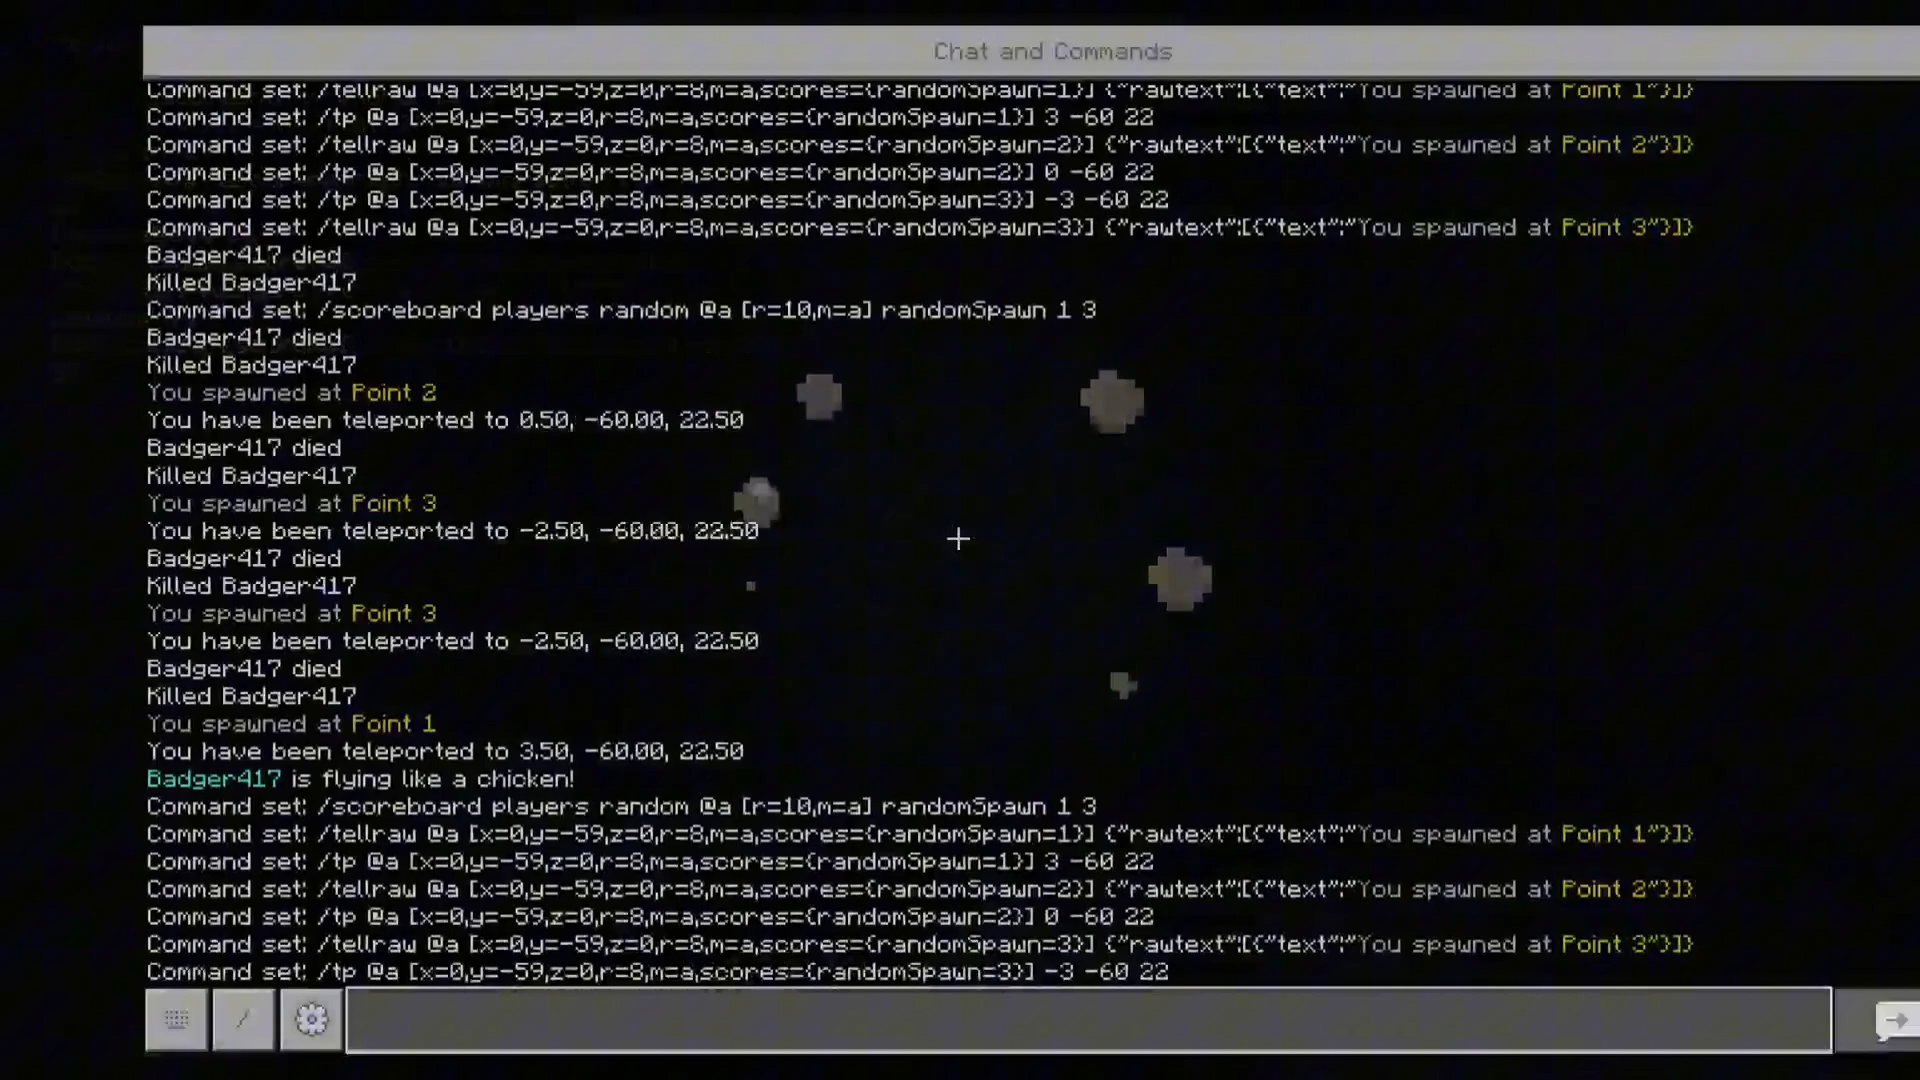 Chat and Commands
Command set: /tellraw @a [x=0,y=-59,z=0,r=8,m=a,scores={randomSpawn=1}] {"rawtext":[{"text":"You spawned at Point 1"}]}
Command set: /tp @a [x=0,y=-59,z=0,r=8,m=a,scores={randomSpawn=1}] 3 -60 22
Command set: /tellraw @a [x=0,y=-59,z=0,r=8,m=a,scores={randomSpawn=2}] {"rawtext":[{"text":"You spawned at Point 2"}]}
Command set: /tp @a [x=0,y=-59,z=0,r=8,m=a,scores={randomSpawn=2}] 0 -60 22
Command set: /tp @a [x=0,y=-59,z=0,r=8,m=a,scores={randomSpawn=3}] -3 -60 22
Command set: /tellraw @a [x=0,y=-59,z=0,r=8,m=a,scores={randomSpawn=3}] {"rawtext":[{"text":"You spawned at Point 3"}]}
Badger417 died
Killed Badger417
Command set: /scoreboard players random @a [r=10,m=a] randomSpawn 1 3
Badger417 died
Killed Badger417
You spawned at Point 2
You have been teleported to 0.50, -60.00, 22.50
Badger417 died
Killed Badger417
You spawned at Point 3
You have been teleported to -2.50, -60.00, 22.50
Badger417 died
Killed Badger417
You spawned at Point 3
You have been teleported to -2.50, -60.00, 22.50
Badger417 died
Killed Badger417
You spawned at Point 1
You have been teleported to 3.50, -60.00, 22.50
Badger417 is flying like a chicken!
Command set: /scoreboard players random @a [r=10,m=a] randomSpawn 1 3
Command set: /tellraw @a [x=0,y=-59,z=0,r=8,m=a,scores={randomSpawn=1}] {"rawtext":[{"text":"You spawned at Point 1"}]}
Command set: /tp @a [x=0,y=-59,z=0,r=8,m=a,scores={randomSpawn=1}] 3 -60 22
Command set: /tellraw @a [x=0,y=-59,z=0,r=8,m=a,scores={randomSpawn=2}] {"rawtext":[{"text":"You spawned at Point 2"}]}
Command set: /tp @a [x=0,y=-59,z=0,r=8,m=a,scores={randomSpawn=2}] 0 -60 22
Command set: /tellraw @a [x=0,y=-59,z=0,r=8,m=a,scores={randomSpawn=3}] {"rawtext":[{"text":"You spawned at Point 3"}]}
Command set: /tp @a [x=0,y=-59,z=0,r=8,m=a,scores={randomSpawn=3}] -3 -60 22
/